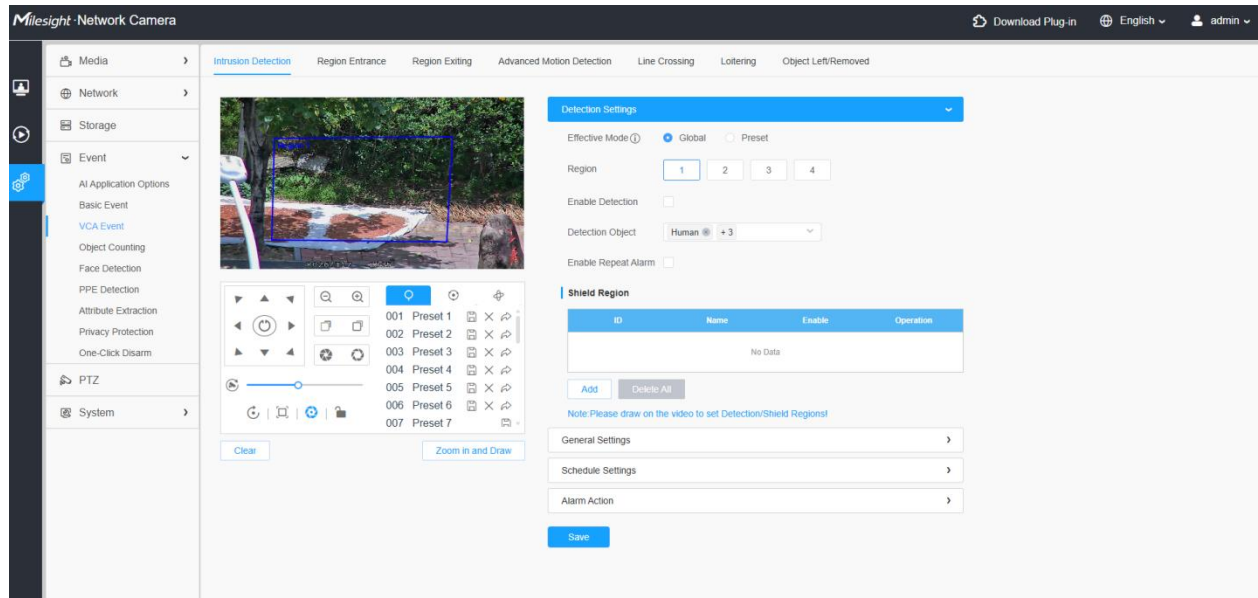 Milesight · Network Camera
Download Plug-in English admin
Media
Network
Storage
Event
AI Application Options
Basic Event
VCA Event
Object Counting
Face Detection
PPE Detection
Attribute Extraction
Privacy Protection
One-Click Disarm
PTZ
System
Intrusion Detection Region Entrance Region Exiting Advanced Motion Detection Line Crossing Loitering Object Left/Removed
001 Preset 1
002 Preset 2
003 Preset 3
004 Preset 4
005 Preset 5
006 Preset 6
007 Preset 7
Clear Zoom in and Draw
Detection Settings
Effective Mode Global Preset
Region 1 2 3 4
Enable Detection
Detection Object Human + 3
Enable Repeat Alarm
Shield Region
ID Name Enable Operation
No Data
Add Delete All
Note:Please draw on the video to set Detection/Shield Regions!
General Settings
Schedule Settings
Alarm Action
Save